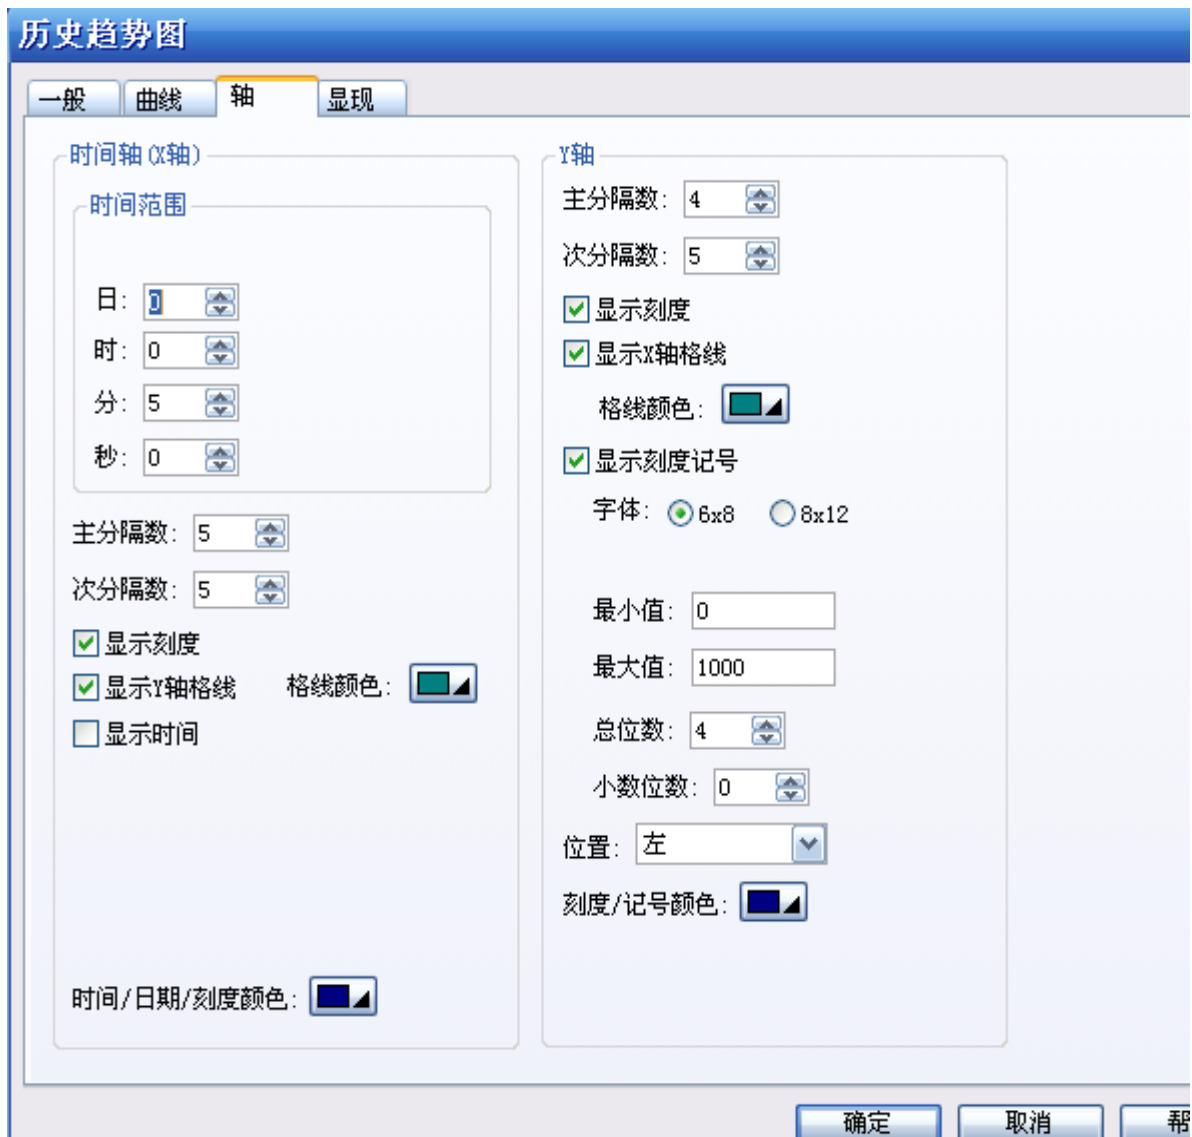 历史趋势图
一般 曲线 轴 显现
时间轴(X轴)
时间范围
日: 0
时: 0
分: 5
秒: 0
主分隔数: 5
次分隔数: 5
显示刻度
显示Y轴格线 格线颜色:
显示时间
时间/日期/刻度颜色:
Y轴
主分隔数: 4
次分隔数: 5
显示刻度
显示X轴格线
格线颜色:
显示刻度记号
字体: 6x8 8x12
最小值: 0
最大值: 1000
总位数: 4
小数位数: 0
位置: 左
刻度/记号颜色:
确定 取消 帮